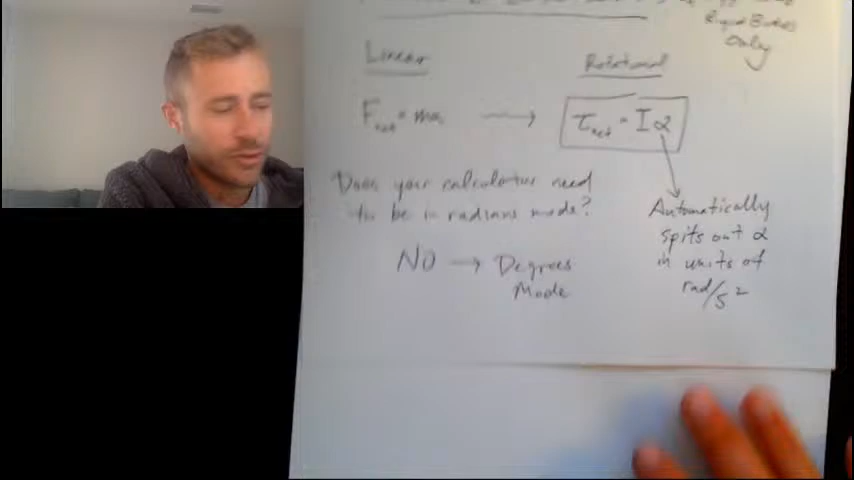 Rigid Bodies
Only
Linear
Rotational
Fnet = ma
τnet = Iα
Does your calculator need
to be in radians mode?
Automatically
spits out α
in units of
rad/s²
NO → Degrees
Mode